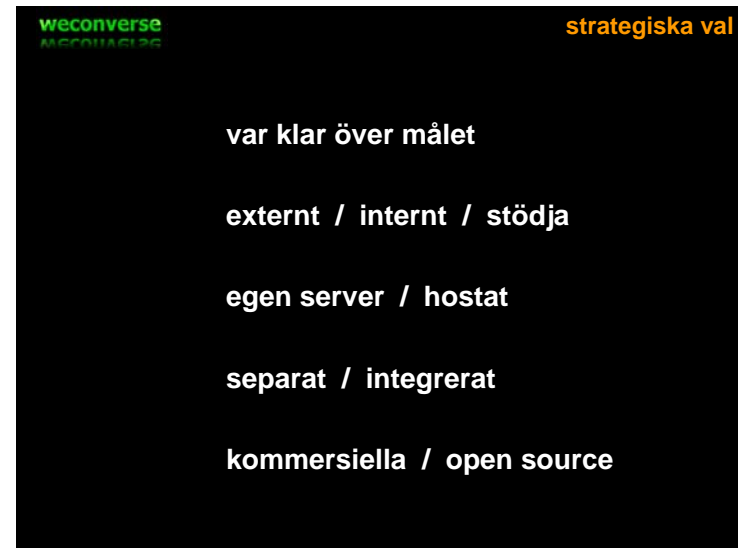 weconverse
strategiska val
var klar över målet
externt / internt / stödja
egen server / hostat
separat / integrerat
kommersiella / open source